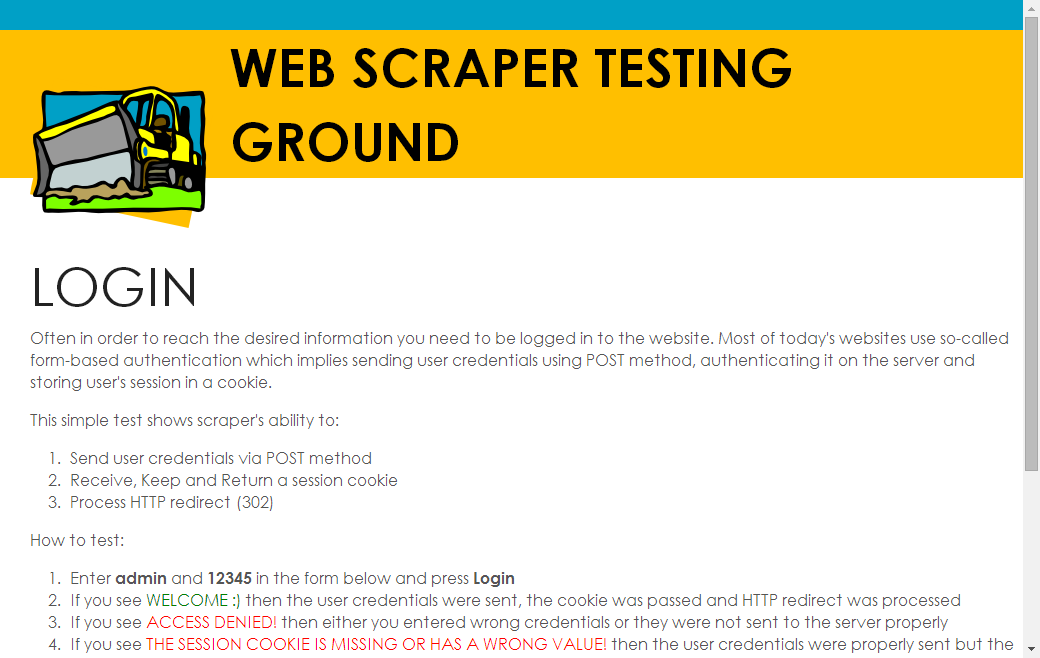 WEB SCRAPER TESTING
GROUND
LOGIN
Often in order to reach the desired information you need to be logged in to the website. Most of today's websites use so-called
form-based authentication which implies sending user credentials using POST method, authenticating it on the server and
storing user's session in a cookie.
This simple test shows scraper's ability to:
1. Send user credentials via POST method
2. Receive, Keep and Return a session cookie
3. Process HTTP redirect (302)
How to test:
1. Enter admin and 12345 in the form below and press Login
2. If you see WELCOME :) then the user credentials were sent, the cookie was passed and HTTP redirect was processed
3. If you see ACCESS DENIED! then either you entered wrong credentials or they were not sent to the server properly
4. If you see THE SESSION COOKIE IS MISSING OR HAS A WRONG VALUE! then the user credentials were properly sent but the